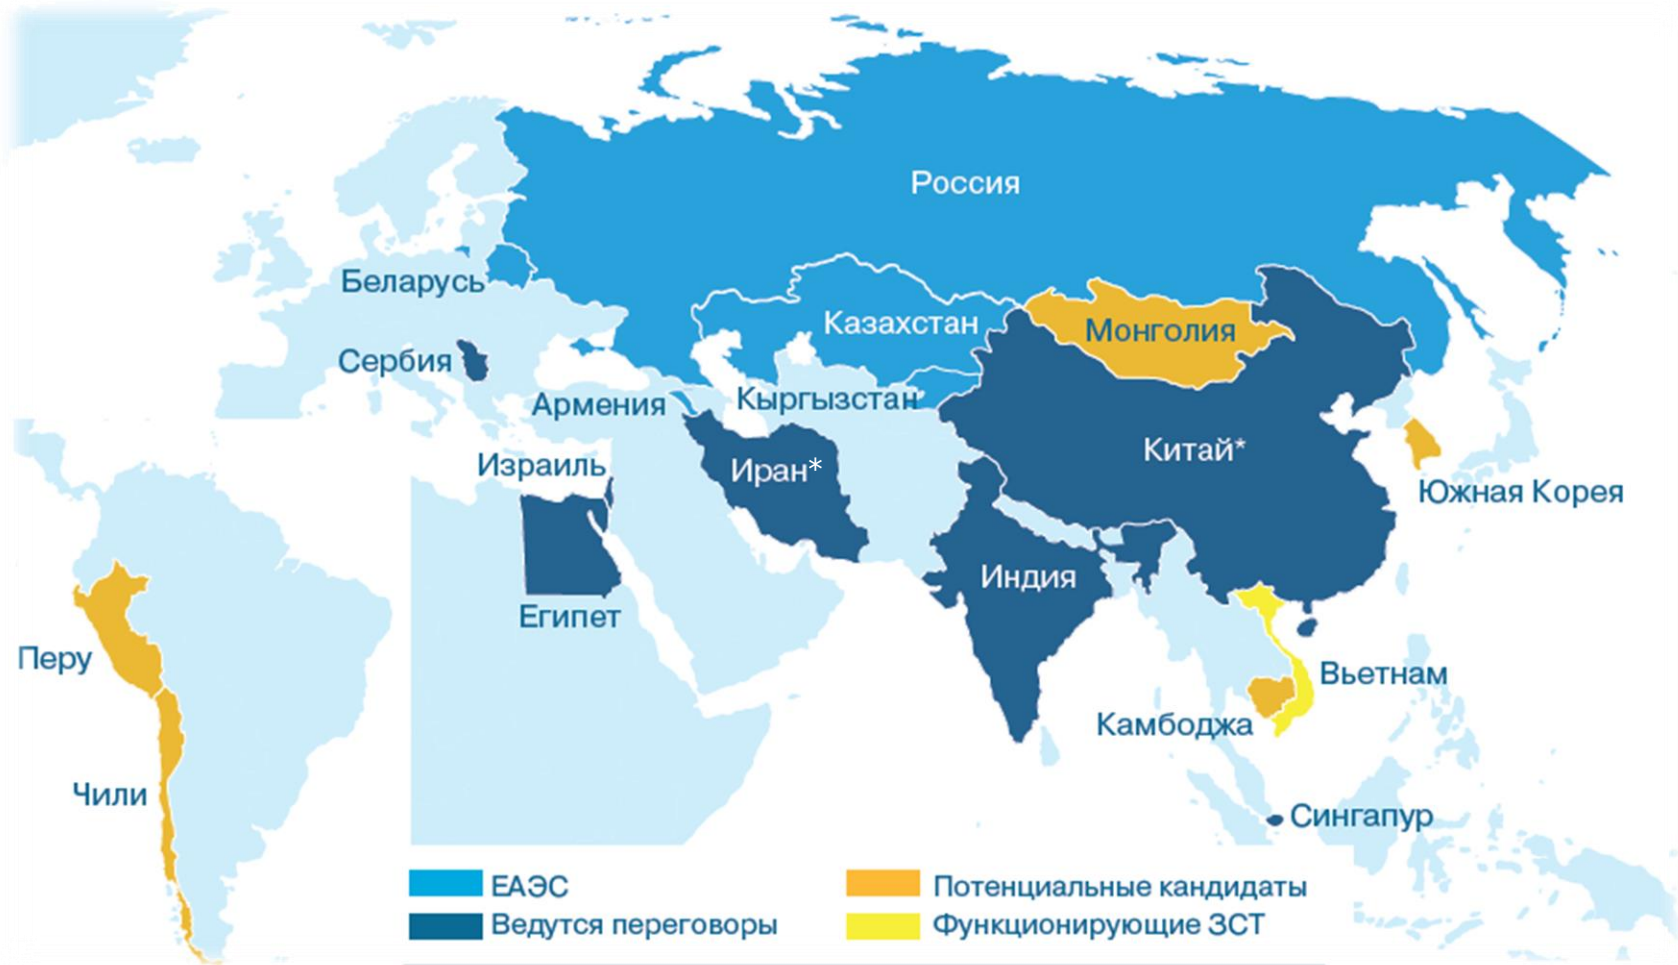 Россия
Беларусь
Казахстан
Монголия
Сербия
Армения
Кыргызстан
Китай*
Израиль
Иран*
Южная Корея
Индия
Египет
Перу
Вьетнам
Камбоджа
Чили
Сингапур
ЕАЭС
Потенциальные кандидаты
Ведутся переговоры
Функционирующие ЗСТ